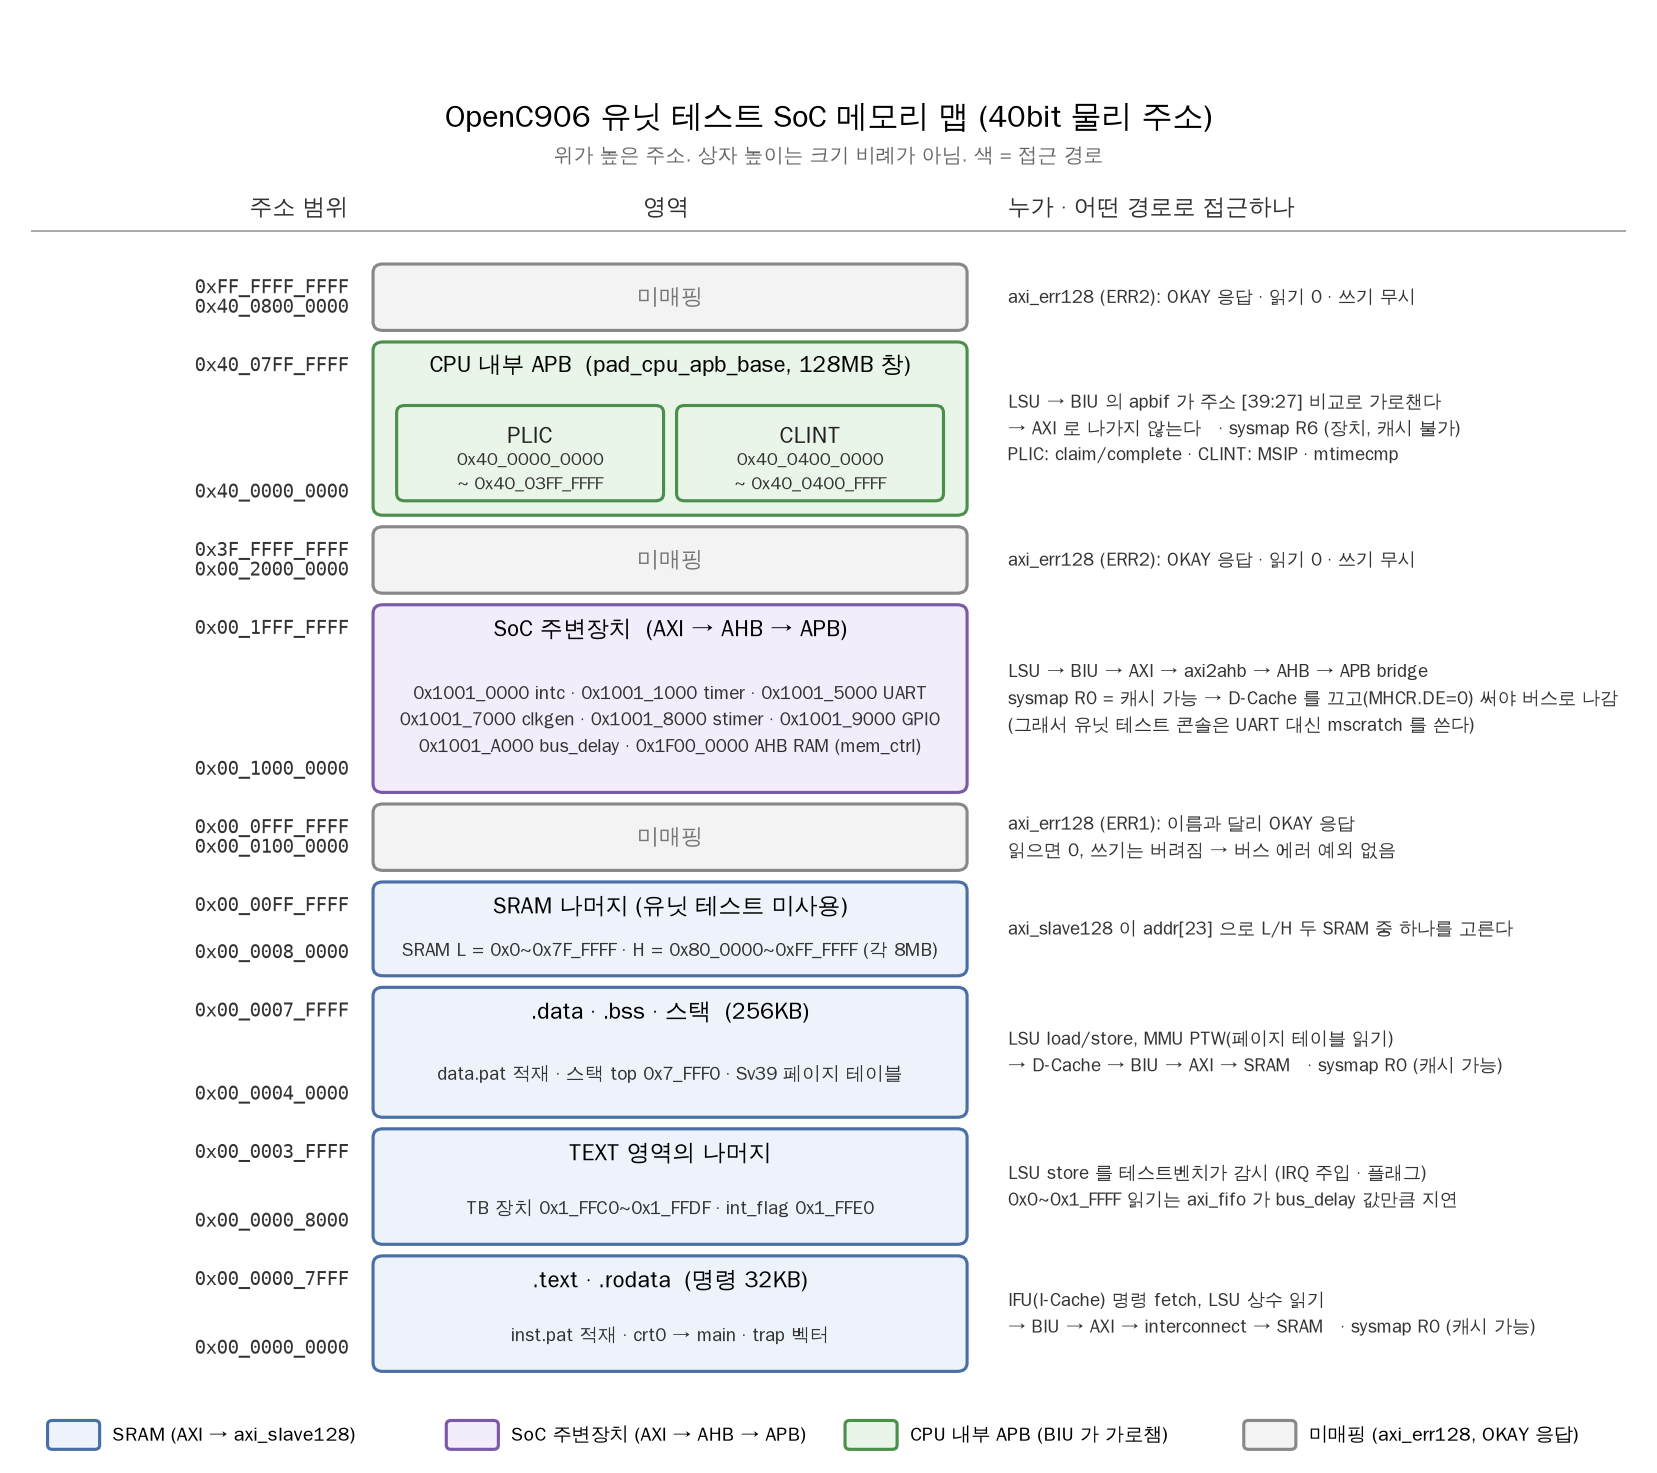 OpenC906 유닛 테스트 SoC 메모리 맵 (40bit 물리 주소)
위가 높은 주소. 상자 높이는 크기 비례가 아님. 색 = 접근 경로
주소 범위
영역
누가 · 어떤 경로로 접근하나
0xFF_FFFF_FFFF
0x40_0800_0000
미매핑
axi_err128 (ERR2): OKAY 응답 · 읽기 0 · 쓰기 무시
0x40_07FF_FFFF
0x40_0000_0000
CPU 내부 APB (pad_cpu_apb_base, 128MB 창)
PLIC
0x40_0000_0000
~ 0x40_03FF_FFFF
CLINT
0x40_0400_0000
~ 0x40_0400_FFFF
LSU → BIU 의 apbif 가 주소 [39:27] 비교로 가로챈다
→ AXI 로 나가지 않는다 · sysmap R6 (장치, 캐시 불가)
PLIC: claim/complete · CLINT: MSIP · mtimecmp
0x3F_FFFF_FFFF
0x00_2000_0000
미매핑
axi_err128 (ERR2): OKAY 응답 · 읽기 0 · 쓰기 무시
0x00_1FFF_FFFF
0x00_1000_0000
SoC 주변장치 (AXI → AHB → APB)
0x1001_0000 intc · 0x1001_1000 timer · 0x1001_5000 UART
0x1001_7000 clkgen · 0x1001_8000 stimer · 0x1001_9000 GPIO
0x1001_A000 bus_delay · 0x1F00_0000 AHB RAM (mem_ctrl)
LSU → BIU → AXI → axi2ahb → AHB → APB bridge
sysmap R0 = 캐시 가능 → D-Cache 를 끄고(MHCR.DE=0) 써야 버스로 나감
(그래서 유닛 테스트 콘솔은 UART 대신 mscratch 를 쓴다)
0x00_0FFF_FFFF
0x00_0100_0000
미매핑
axi_err128 (ERR1): 이름과 달리 OKAY 응답
읽으면 0, 쓰기는 버려짐 → 버스 에러 예외 없음
0x00_00FF_FFFF
0x00_0008_0000
SRAM 나머지 (유닛 테스트 미사용)
SRAM L = 0x0~0x7F_FFFF · H = 0x80_0000~0xFF_FFFF (각 8MB)
axi_slave128 이 addr[23] 으로 L/H 두 SRAM 중 하나를 고른다
0x00_0007_FFFF
0x00_0004_0000
.data · .bss · 스택 (256KB)
data.pat 적재 · 스택 top 0x7_FFF0 · Sv39 페이지 테이블
LSU load/store, MMU PTW(페이지 테이블 읽기)
→ D-Cache → BIU → AXI → SRAM · sysmap R0 (캐시 가능)
0x00_0003_FFFF
0x00_0000_8000
TEXT 영역의 나머지
TB 장치 0x1_FFC0~0x1_FFDF · int_flag 0x1_FFE0
LSU store 를 테스트벤치가 감시 (IRQ 주입 · 플래그)
0x0~0x1_FFFF 읽기는 axi_fifo 가 bus_delay 값만큼 지연
0x00_0000_7FFF
0x00_0000_0000
.text · .rodata (명령 32KB)
inst.pat 적재 · crt0 → main · trap 벡터
IFU(I-Cache) 명령 fetch, LSU 상수 읽기
→ BIU → AXI → interconnect → SRAM · sysmap R0 (캐시 가능)
SRAM (AXI → axi_slave128)
SoC 주변장치 (AXI → AHB → APB)
CPU 내부 APB (BIU 가 가로챔)
미매핑 (axi_err128, OKAY 응답)